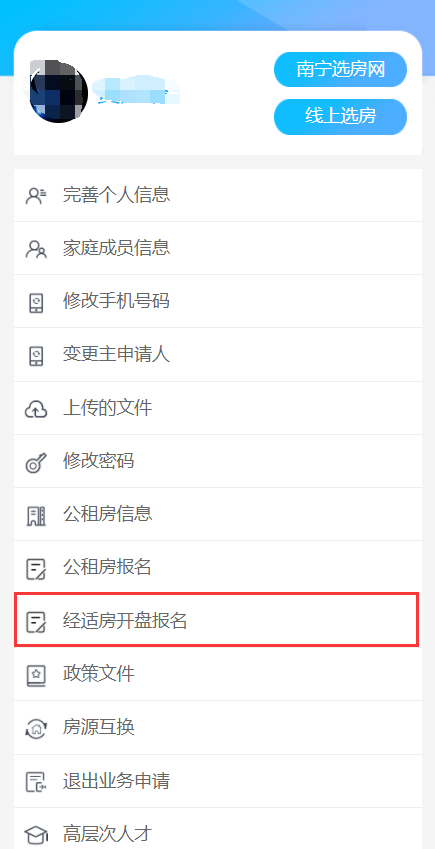 南宁选房网
线上选房
完善个人信息
家庭成员信息
修改手机号码
变更主申请人
上传的文件
修改密码
公租房信息
公租房报名
经适房开盘报名
政策文件
房源互换
退出业务申请
高层次人才